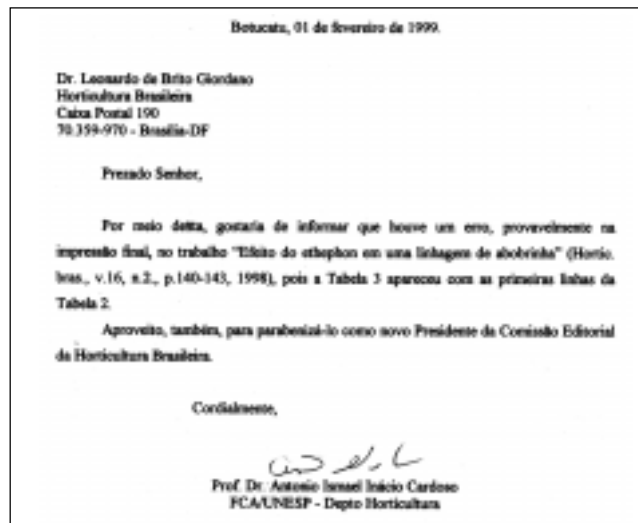 Botucatu, 01 de fevereiro de 1999.
Dr. Leonardo de Brito Giordano
Horticultura Brasileira
Caixa Postal 190
70.359-970 - Brasília-DF
Prezado Senhor,
Por meio desta, gostaria de informar que houve um erro, provavelmente na
impressão final, no trabalho "Efeito do ethephon em uma linhagem de abobrinha" (Hortic.
bras., v.16, n.2., p.140-143, 1998), pois a Tabela 3 apareceu com as primeiras linhas da
Tabela 2.
Aproveito, também, para parabenizá-lo como novo Presidente da Comissão Editorial
da Horticultura Brasileira.
Cordialmente,
Prof. Dr. Antonio Ismael Inácio Cardoso
FCA/UNESP - Depto Horticultura